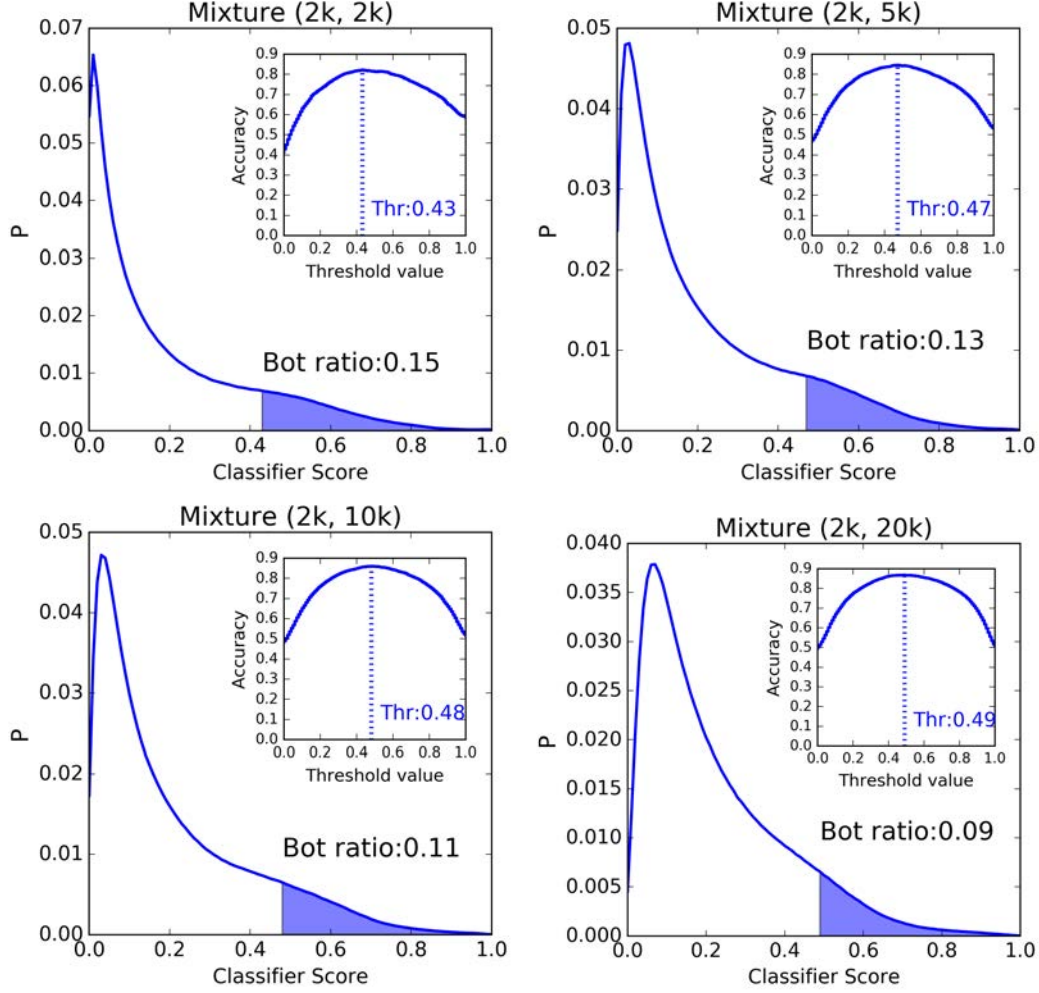 Mixture (2k, 2k)
0.07
0.06
0.05
0.04
0.03
0.02
0.01
0.00
P
0.0 0.2 0.4 0.6 0.8 1.0
Classifier Score
Bot ratio:0.15
0.9
0.8
0.7
0.6
0.5
0.4
0.3
0.2
0.1
0.0
Accuracy
Thr:0.43
0.0 0.2 0.4 0.6 0.8 1.0
Threshold value
Mixture (2k, 5k)
0.05
0.04
0.03
0.02
0.01
0.00
P
0.0 0.2 0.4 0.6 0.8 1.0
Classifier Score
Bot ratio:0.13
0.9
0.8
0.7
0.6
0.5
0.4
0.3
0.2
0.1
0.0
Accuracy
Thr:0.47
0.0 0.2 0.4 0.6 0.8 1.0
Threshold value
Mixture (2k, 10k)
0.05
0.04
0.03
0.02
0.01
0.00
P
0.0 0.2 0.4 0.6 0.8 1.0
Classifier Score
Bot ratio:0.11
0.9
0.8
0.7
0.6
0.5
0.4
0.3
0.2
0.1
0.0
Accuracy
Thr:0.48
0.0 0.2 0.4 0.6 0.8 1.0
Threshold value
Mixture (2k, 20k)
0.040
0.035
0.030
0.025
0.020
0.015
0.010
0.005
0.000
P
0.0 0.2 0.4 0.6 0.8 1.0
Classifier Score
Bot ratio:0.09
0.9
0.8
0.7
0.6
0.5
0.4
0.3
0.2
0.1
0.0
Accuracy
Thr:0.49
0.0 0.2 0.4 0.6 0.8 1.0
Threshold value